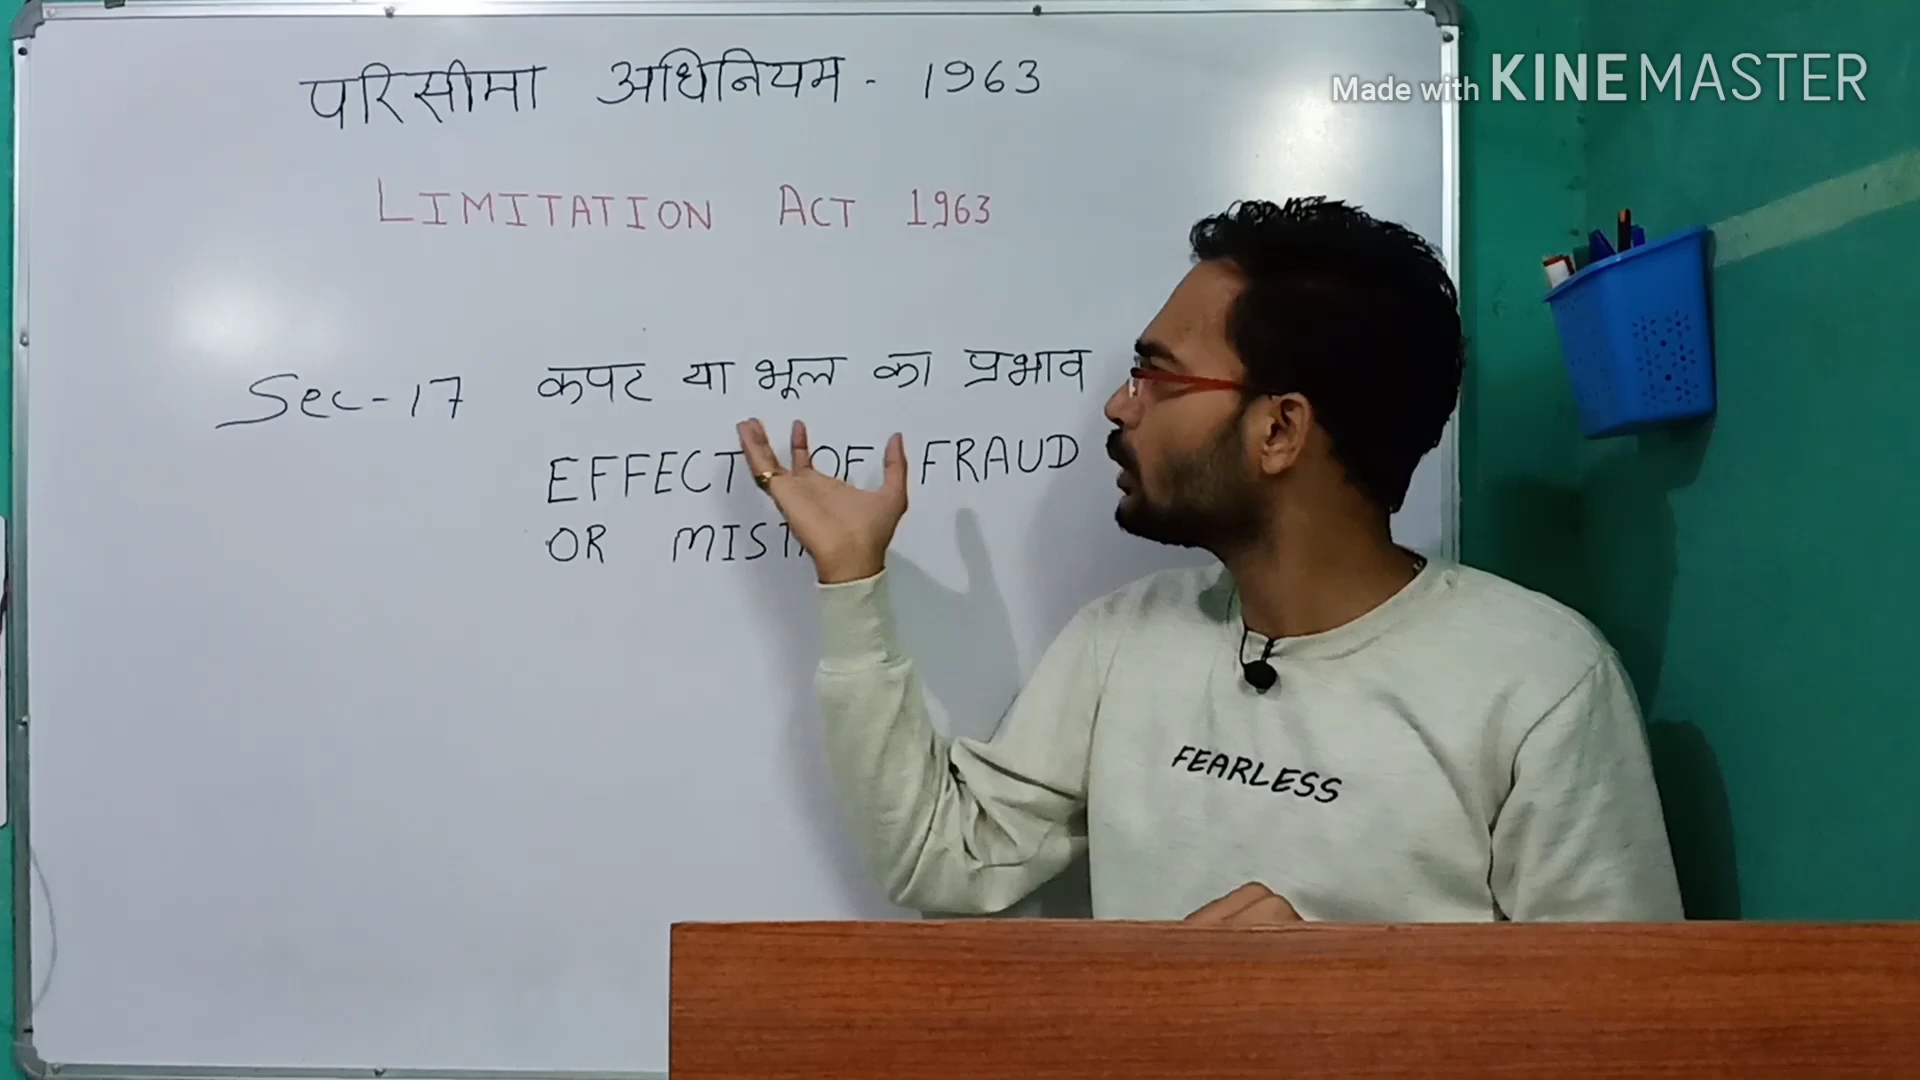 परिसीमा अधिनियम - 1963
Made with KINEMASTER
LIMITATION ACT 1963
Sec-17 कपट या भूल का प्रभाव
EFFECT OF FRAUD
OR
FEARLESS